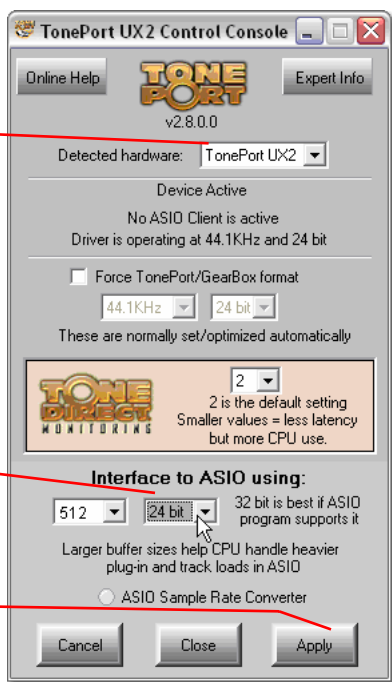 TonePort UX2 Control Console
Online Help
TONE
PORT
Expert Info
v2.8.0.0
Detected hardware: TonePort UX2
Device Active
No ASIO Client is active
Driver is operating at 44.1KHz and 24 bit
Force TonePort/GearBox format
44.1KHz 24 bit
These are normally set/optimized automatically
TONE
DIRECT
MONITORING
2
2 is the default setting
Smaller values = less latency
but more CPU use.
Interface to ASIO using:
512 24 bit
32 bit is best if ASIO
program supports it
Larger buffer sizes help CPU handle heavier
plug-in and track loads in ASIO
ASIO Sample Rate Converter
Cancel Close Apply